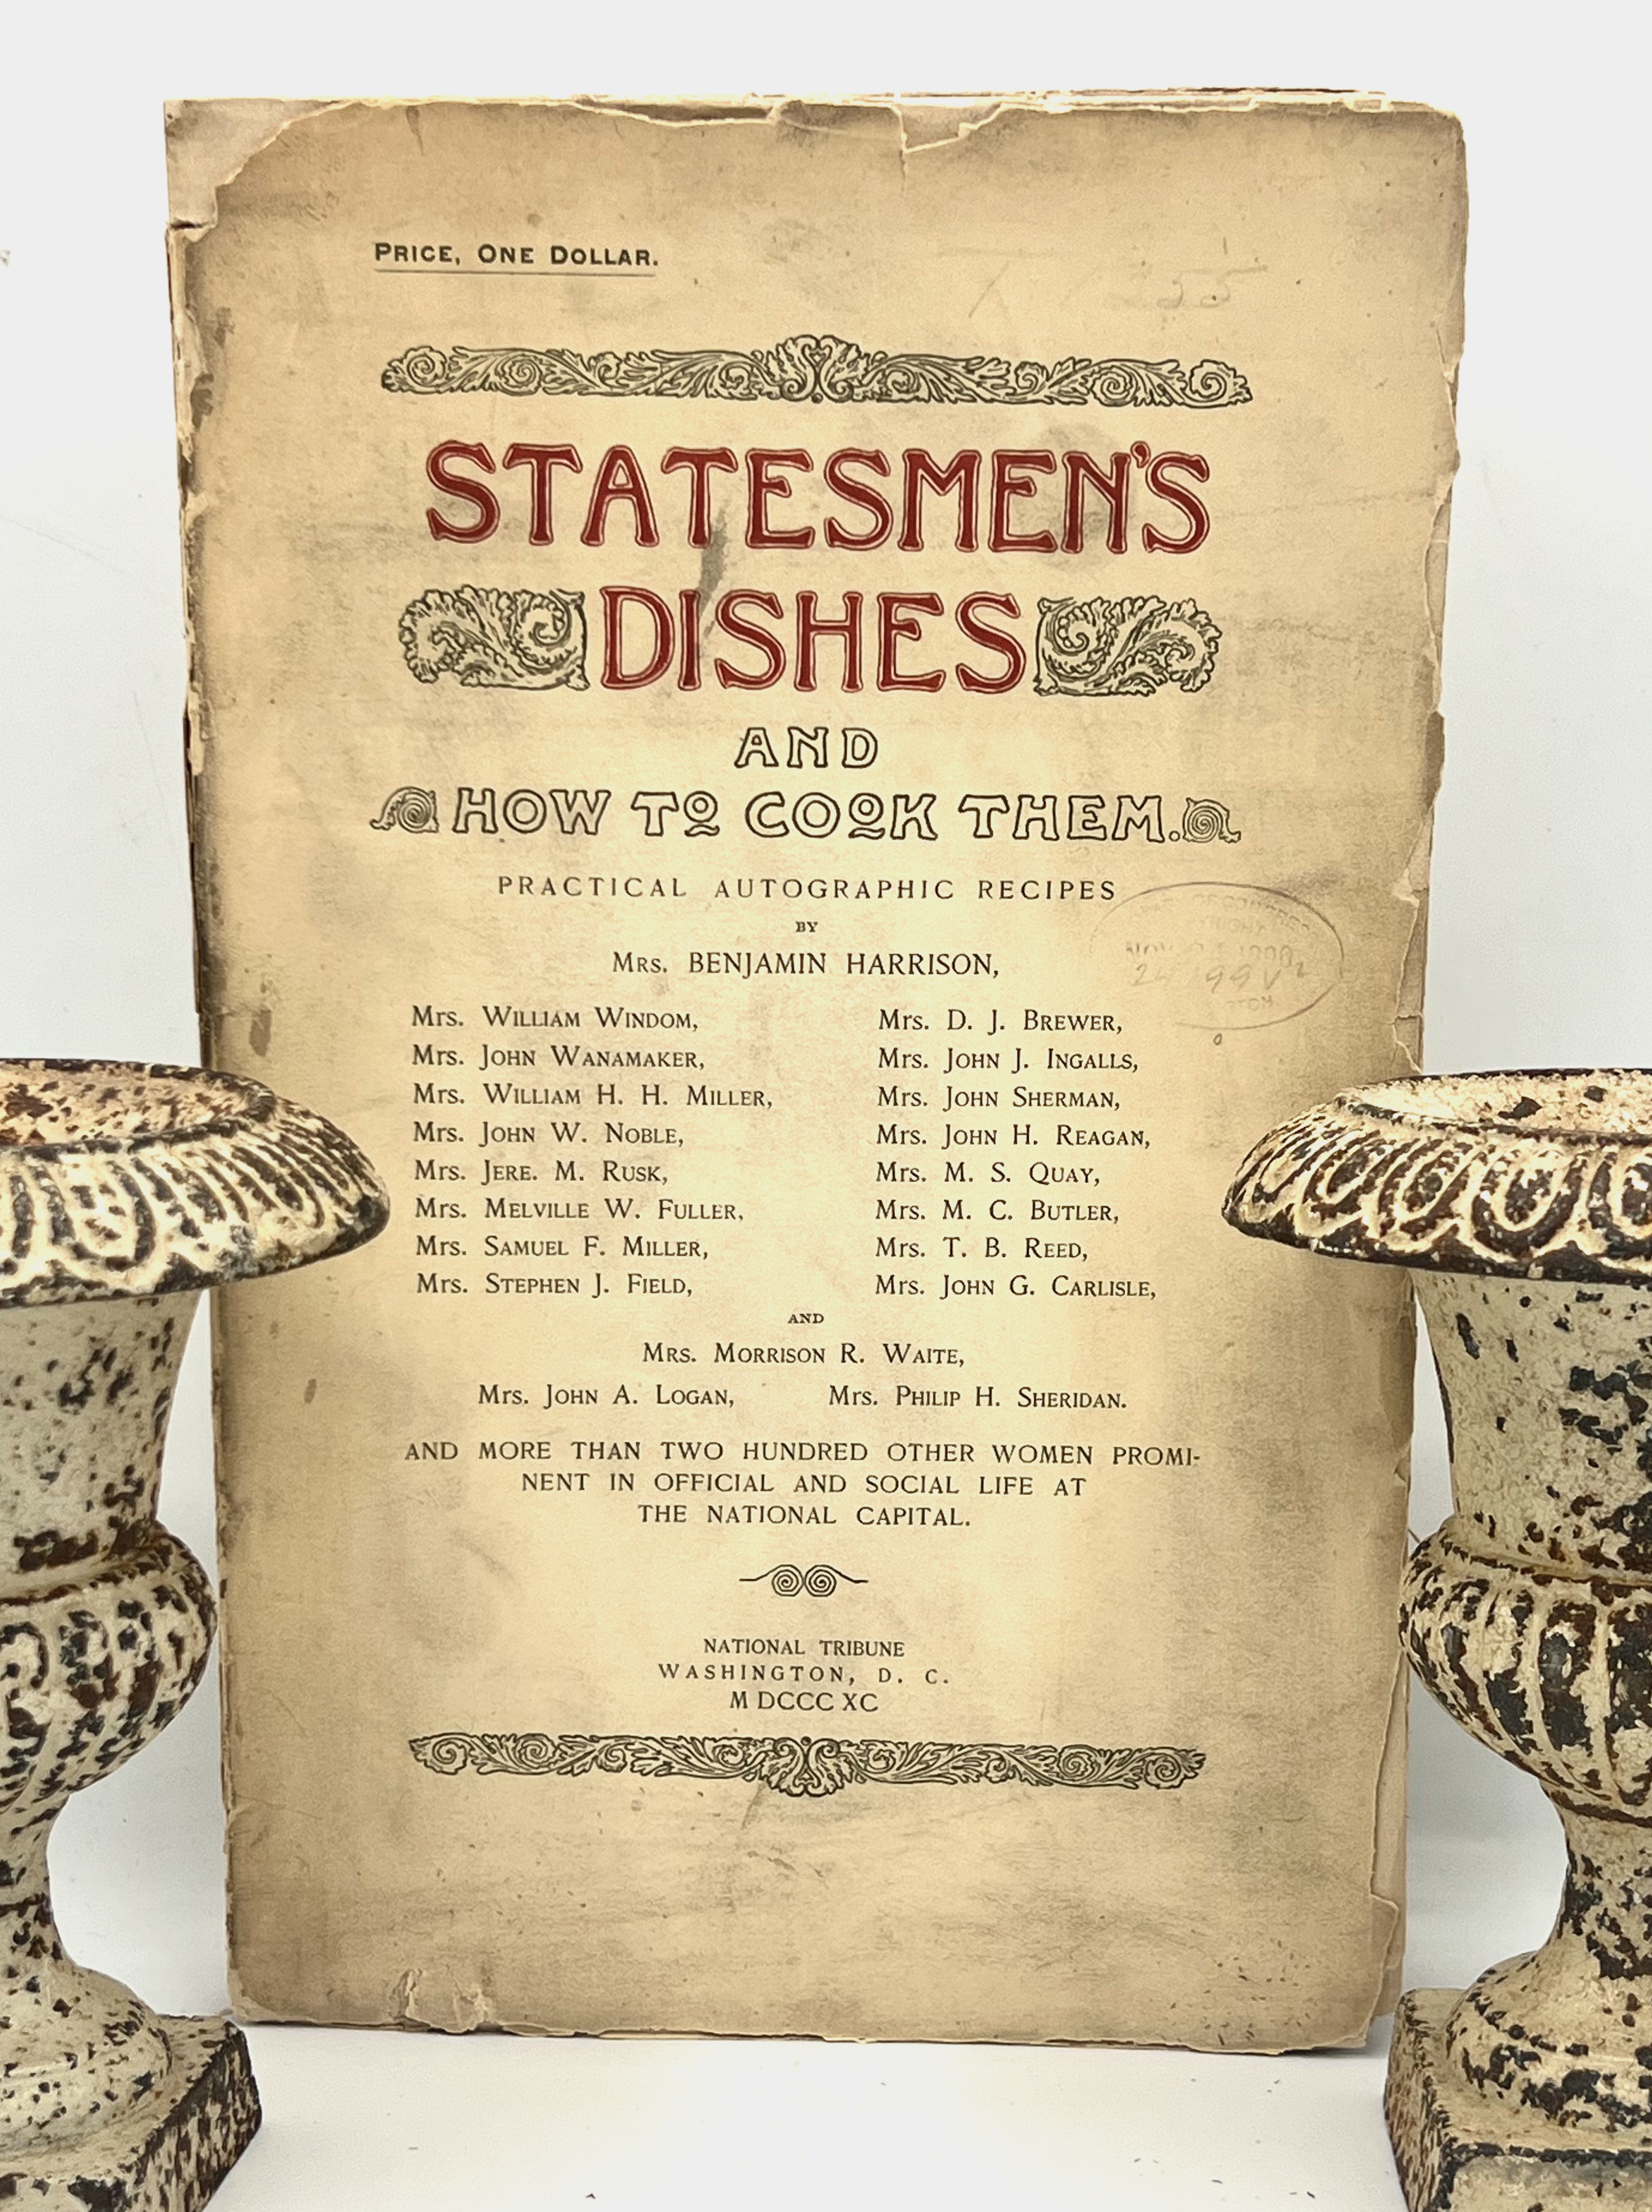 PRICE, ONE DOLLAR.
55
STATESMEN'S
DISHES
AND
HOW TO COOK THEM.
PRACTICAL AUTOGRAPHIC RECIPES
BY
MRS. BENJAMIN HARRISON,
MRS. WILLIAM WINDOM,
MRS. JOHN WANAMAKER,
MRS. WILLIAM H. H. MILLER,
MRS. JOHN W. NOBLE,
MRS. JERE. M. RUSK,
MRS. MELVILLE W. FULLER,
MRS. SAMUEL F. MILLER,
MRS. STEPHEN J. FIELD,
MRS. D. J. BREWER,
MRS. JOHN J. INGALLS,
MRS. JOHN SHERMAN,
MRS. JOHN H. REAGAN,
MRS. M. S. QUAY,
MRS. M. C. BUTLER,
MRS. T. B. REED,
MRS. JOHN G. CARLISLE,
AND
MRS. MORRISON R. WAITE,
MRS. JOHN A. LOGAN, MRS. PHILIP H. SHERIDAN.
AND MORE THAN TWO HUNDRED OTHER WOMEN PROMI-
NENT IN OFFICIAL AND SOCIAL LIFE AT
THE NATIONAL CAPITAL.
NATIONAL TRIBUNE
WASHINGTON, D. C.
M DCCC XC